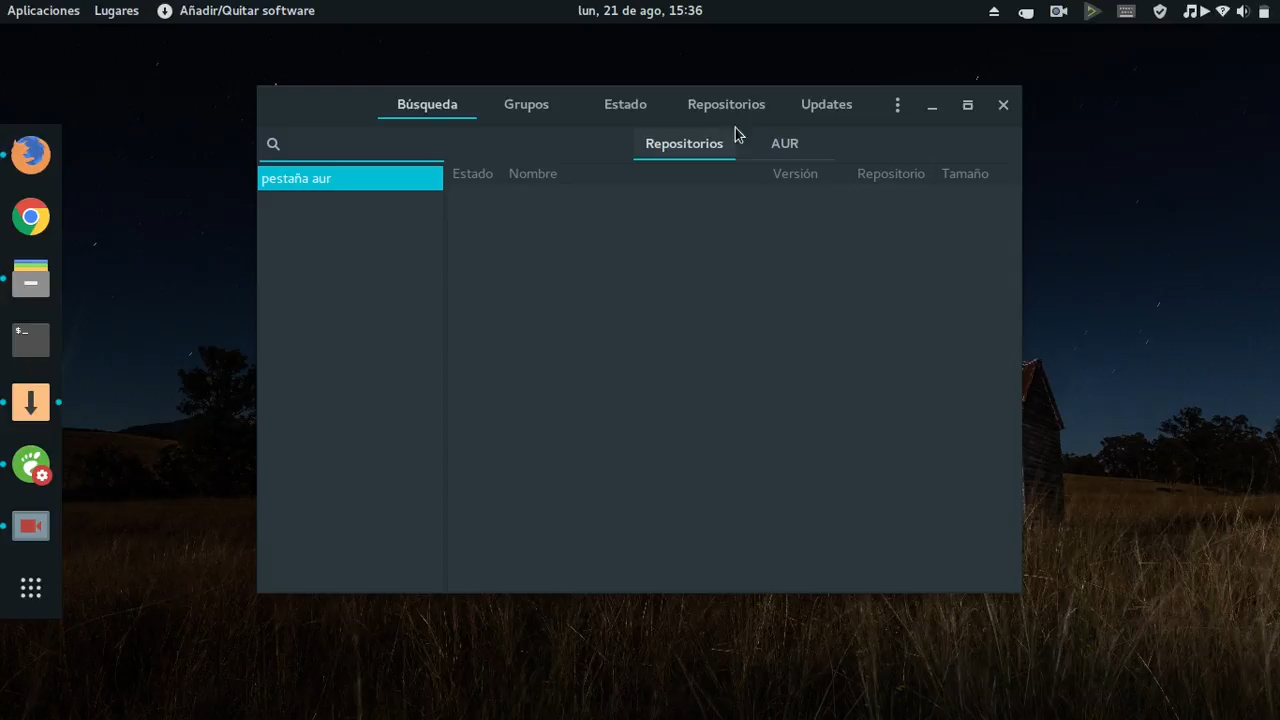 Aplicaciones Lugares Añadir/Quitar software lun, 21 de ago, 15:36
Búsqueda Grupos Estado Repositorios Updates
Repositorios AUR
pestaña aur Estado Nombre Versión Repositorio Tamaño
$_